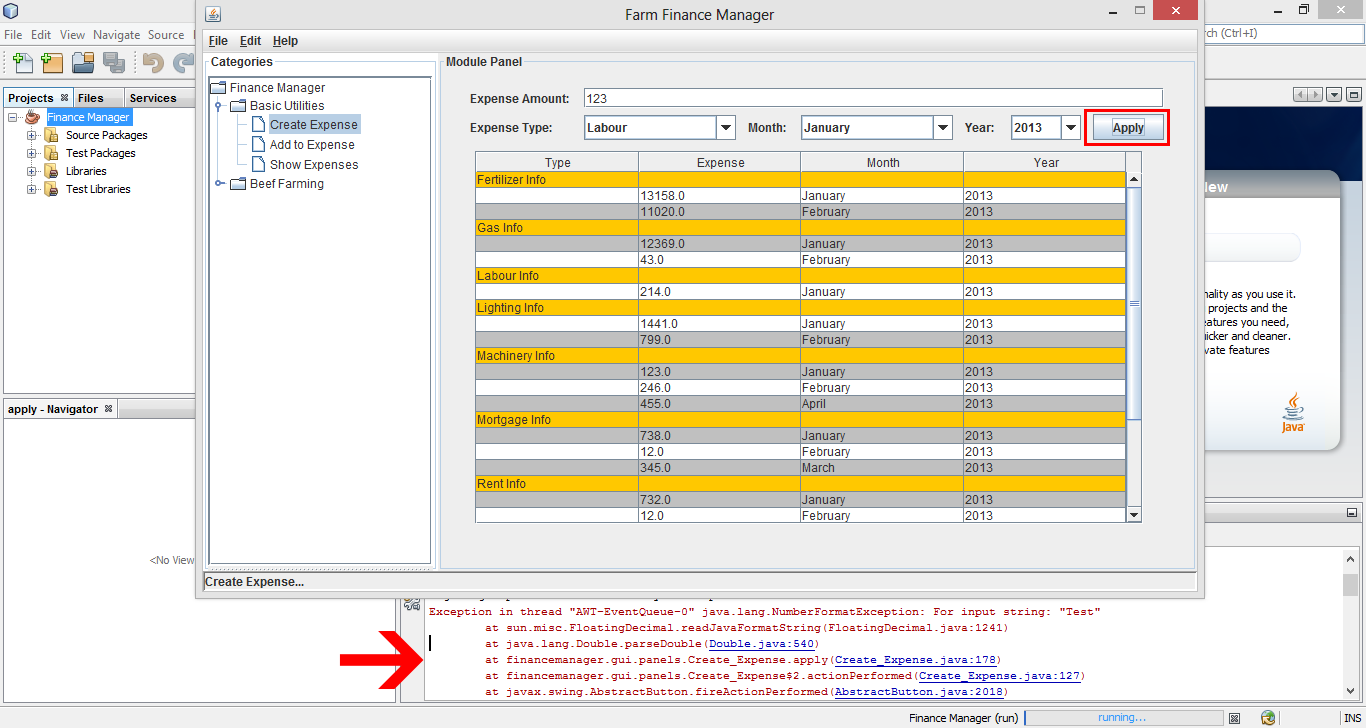 Farm Finance Manager
File Edit View Navigate Source
ch (Ctrl+I)
File Edit Help
Projects Files Services
Finance Manager
Source Packages
Test Packages
Libraries
Test Libraries
apply - Navigator
<No View
Categories
Finance Manager
Basic Utilities
Create Expense
Add to Expense
Show Expenses
Beef Farming
Module Panel
Expense Amount: 123
Expense Type: Labour Month: January Year: 2013 Apply
Type Expense Month Year
Fertilizer Info
13158.0 January 2013
11020.0 February 2013
Gas Info
12369.0 January 2013
43.0 February 2013
Labour Info
214.0 January 2013
Lighting Info
1441.0 January 2013
799.0 February 2013
Machinery Info
123.0 January 2013
246.0 February 2013
455.0 April 2013
Mortgage Info
738.0 January 2013
12.0 February 2013
345.0 March 2013
Rent Info
732.0 January 2013
12.0 February 2013
Create Expense...
iew
nality as you use it.
projects and the
eatures you need,
uicker and cleaner.
vate features
Java
Exception in thread "AWT-EventQueue-0" java.lang.NumberFormatException: For input string: "Test"
at sun.misc.FloatingDecimal.readJavaFormatString(FloatingDecimal.java:1241)
at java.lang.Double.parseDouble(Double.java:540)
at financemanager.gui.panels.Create_Expense.apply(Create_Expense.java:178)
at financemanager.gui.panels.Create_Expense$2.actionPerformed(Create_Expense.java:127)
at javax.swing.AbstractButton.fireActionPerformed(AbstractButton.java:2018)
Finance Manager (run) running... INS